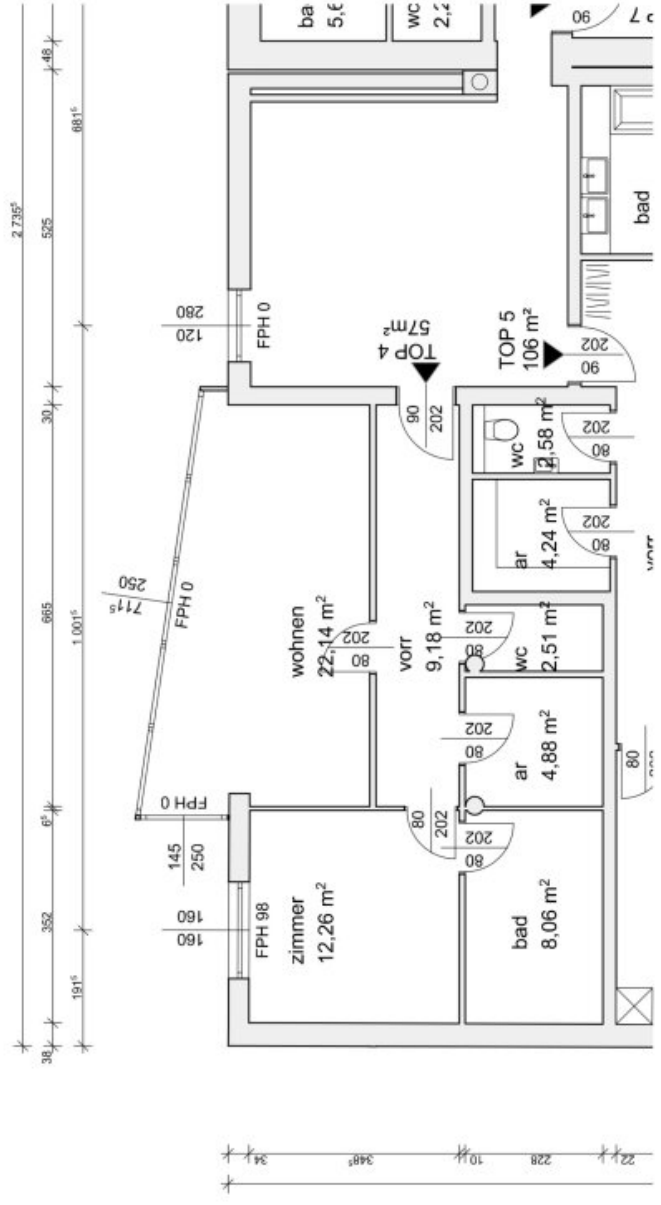 ba
5,6
wc
2,2
90
2 735⁵
48
681⁵
525
280
120
FPH 0
TOP 4
57m²
TOP 5
106 m²
bad
202
90
30
90
202
wc
2,58 m²
202
80
250
711⁵
FPH 0
665
1 001⁵
wohnen
22,14 m²
202
80
vorr
9,18 m²
ar
4,24 m²
202
80
vorr
202
80
wc
2,51 m²
202
80
ar
4,88 m²
80
FPH 0
6⁵
145
250
80
202
202
80
160
160
FPH 98
zimmer
12,26 m²
bad
8,06 m²
352
191⁵
38
34
348⁵
10
228
22